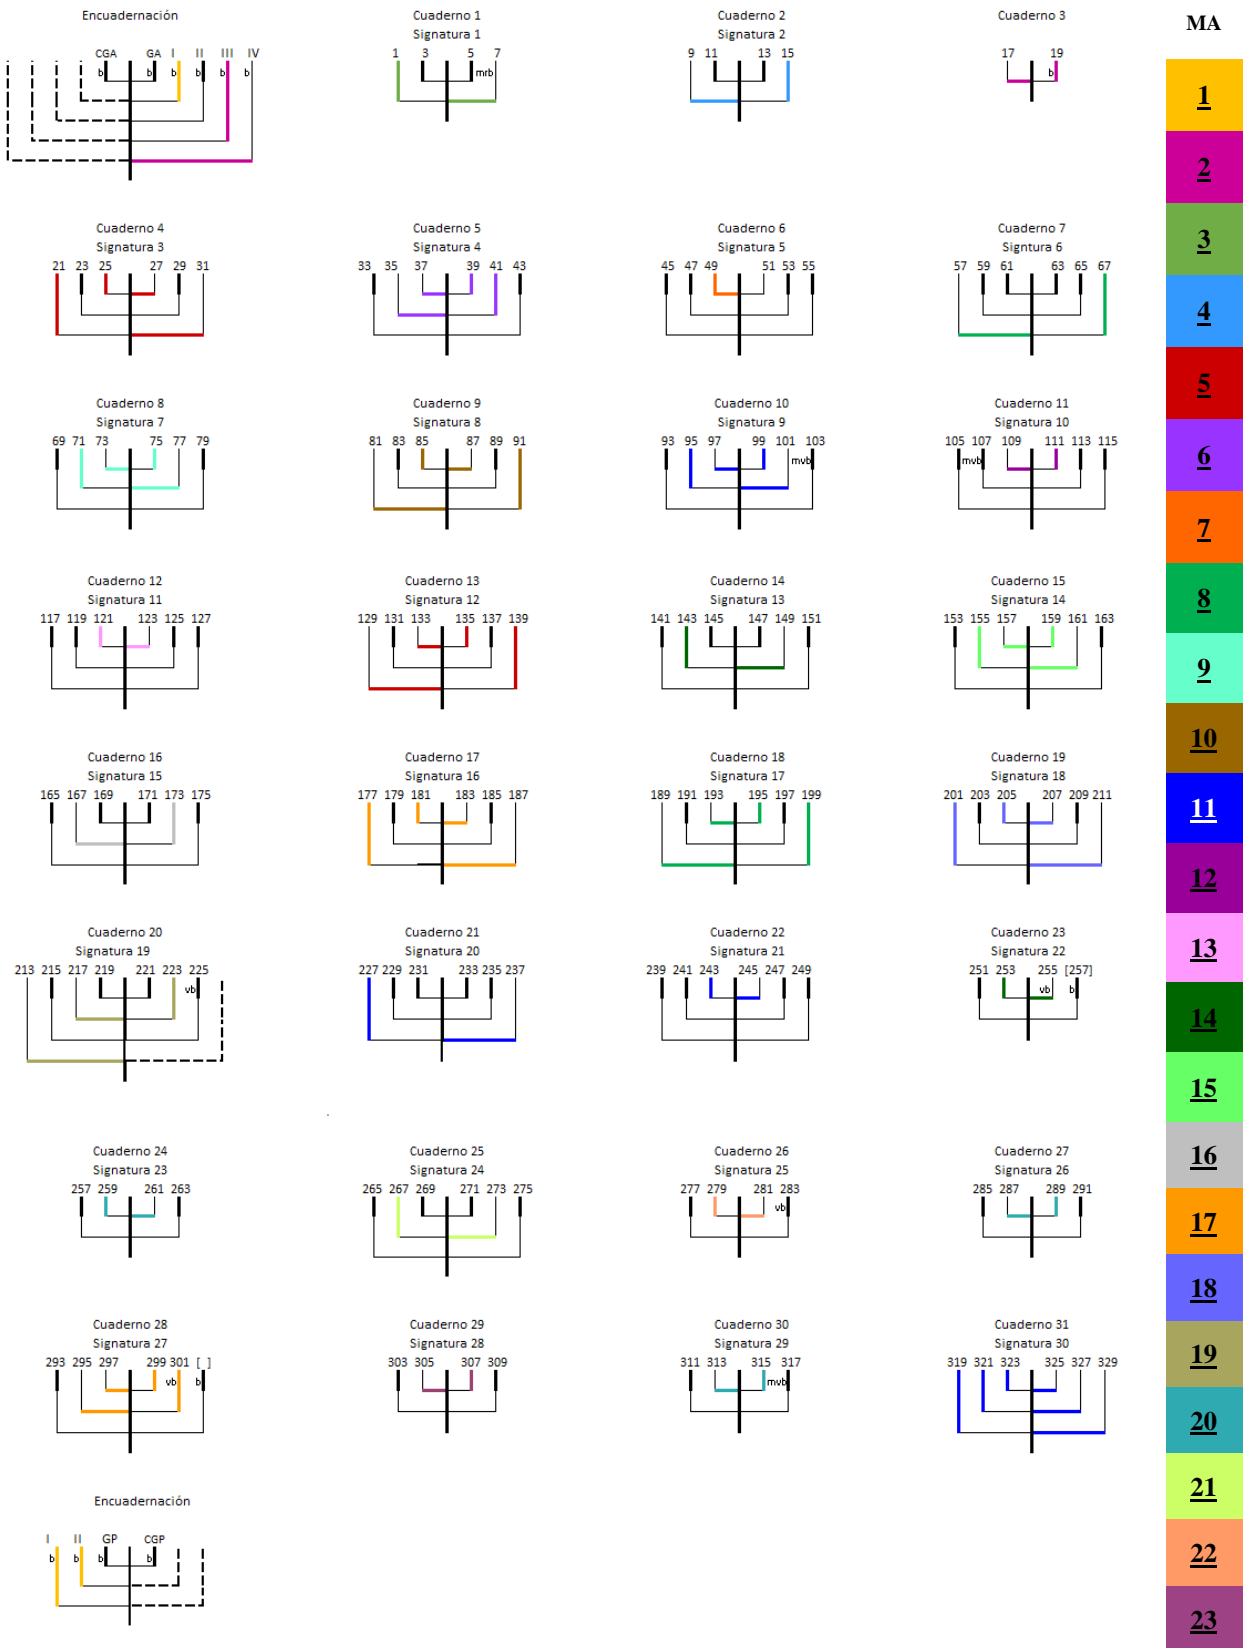 Encuadernación
CGA GA I II III IV
b b b b b
Cuaderno 1
Signatura 1
1 3 5 7
mrb
Cuaderno 2
Signatura 2
9 11 13 15
Cuaderno 3
17 19
b
MA
Cuaderno 4
Signatura 3
21 23 25 27 29 31
Cuaderno 5
Signatura 4
33 35 37 39 41 43
Cuaderno 6
Signatura 5
45 47 49 51 53 55
Cuaderno 7
Signtura 6
57 59 61 63 65 67
Cuaderno 8
Signatura 7
69 71 73 75 77 79
Cuaderno 9
Signatura 8
81 83 85 87 89 91
Cuaderno 10
Signatura 9
93 95 97 99 101 103
mvb
Cuaderno 11
Signatura 10
105 107 109 111 113 115
mvb
Cuaderno 12
Signatura 11
117 119 121 123 125 127
Cuaderno 13
Signatura 12
129 131 133 135 137 139
Cuaderno 14
Signatura 13
141 143 145 147 149 151
Cuaderno 15
Signatura 14
153 155 157 159 161 163
Cuaderno 16
Signatura 15
165 167 169 171 173 175
Cuaderno 17
Signatura 16
177 179 181 183 185 187
Cuaderno 18
Signatura 17
189 191 193 195 197 199
Cuaderno 19
Signatura 18
201 203 205 207 209 211
Cuaderno 20
Signatura 19
213 215 217 219 221 223 225
vb
Cuaderno 21
Signatura 20
227 229 231 233 235 237
Cuaderno 22
Signatura 21
239 241 243 245 247 249
Cuaderno 23
Signatura 22
251 253 255 [257]
vb b
Cuaderno 24
Signatura 23
257 259 261 263
Cuaderno 25
Signatura 24
265 267 269 271 273 275
Cuaderno 26
Signatura 25
277 279 281 283
vb
Cuaderno 27
Signatura 26
285 287 289 291
Cuaderno 28
Signatura 27
293 295 297 299 301 [ ]
vb b
Cuaderno 29
Signatura 28
303 305 307 309
Cuaderno 30
Signatura 29
311 313 315 317
mvb
Cuaderno 31
Signatura 30
319 321 323 325 327 329
Encuadernación
I II GP CGP
b b b b
1
2
3
4
5
6
7
8
9
10
11
12
13
14
15
16
17
18
19
20
21
22
23